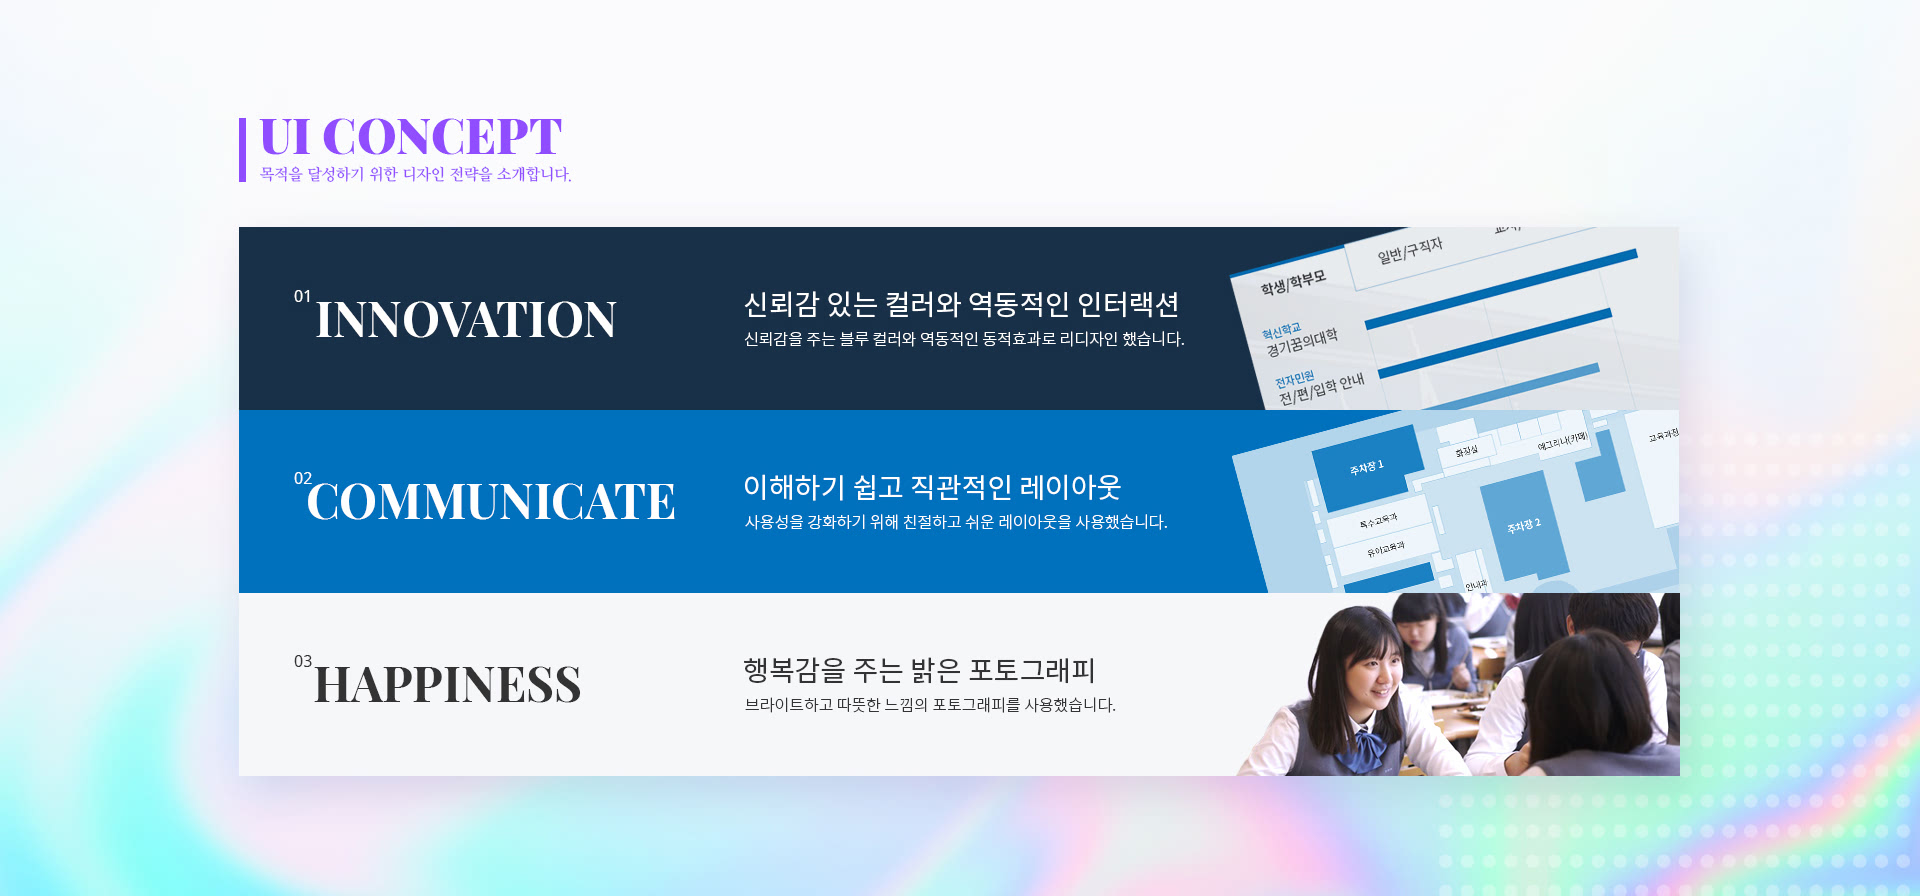 UI CONCEPT
목적을 달성하기 위한 디자인 전략을 소개합니다.
01
INNOVATION
신뢰감 있는 컬러와 역동적인 인터랙션
신뢰감을 주는 블루 컬러와 역동적인 동적효과로 리디자인 했습니다.
학생/학부모
일반/구직자
혁신학교
경기꿈의대학
전자민원
전/편/입학 안내
02
COMMUNICATE
이해하기 쉽고 직관적인 레이아웃
사용성을 강화하기 위해 친절하고 쉬운 레이아웃을 사용했습니다.
주차장 1
화장실
에그리나(카페)
교육과정
특수교육과
유아교육과
주차장 2
안내과
03
HAPPINESS
행복감을 주는 밝은 포토그래피
브라이트하고 따뜻한 느낌의 포토그래피를 사용했습니다.